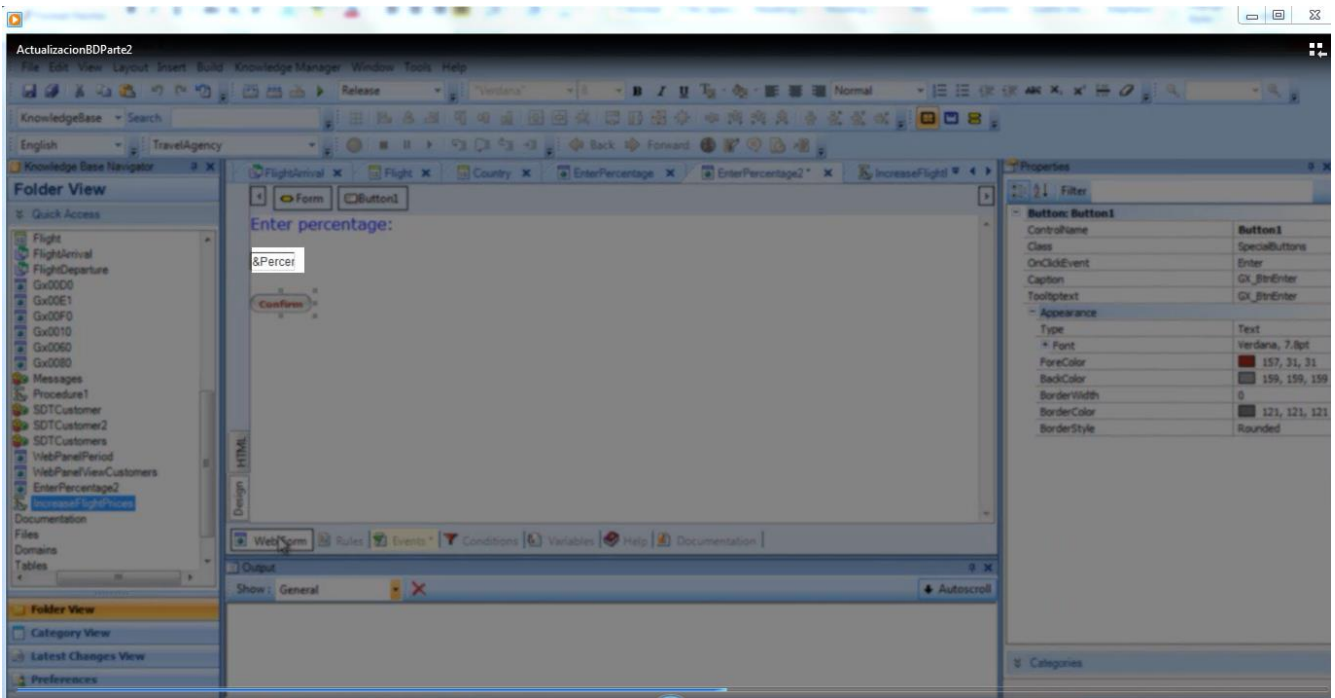 ActualizacionBDParte2
File Edit View Layout Insert Build Knowledge Manager Window Tools Help
Release "Verdana" B I U Normal
KnowledgeBase Search
English TravelAgency Back Forward
Knowledge Base Navigator
Folder View
Quick Access
Flight
FlightArrival
FlightDeparture
Gx00D0
Gx00E1
Gx00F0
Gx0010
Gx0060
Gx0080
Messages
Procedure1
SDTCustomer
SDTCustomer2
SDTCustomers
WebPanelPeriod
WebPanelViewCustomers
EnterPercentage2
IncreaseFlightPrices
Documentation
Files
Domains
Tables
Folder View
Category View
Latest Changes View
Preferences
FlightArrival Flight Country EnterPercentage EnterPercentage2 * IncreaseFlightI
Form Button1
Enter percentage:
&Percer
Confirm
HTML
Design
Web Form Rules Events * Conditions Variables Help Documentation
Output
Show: General Autoscroll
Properties
Filter
Button: Button1
ControlName Button1
Class SpecialButtons
OnClickEvent Enter
Caption GX_BtnEnter
Tooltiptext GX_BtnEnter
Appearance
Type Text
Font Verdana, 7.8pt
ForeColor 157, 31, 31
BackColor 159, 159, 159
BorderWidth 0
BorderColor 121, 121, 121
BorderStyle Rounded
Categories